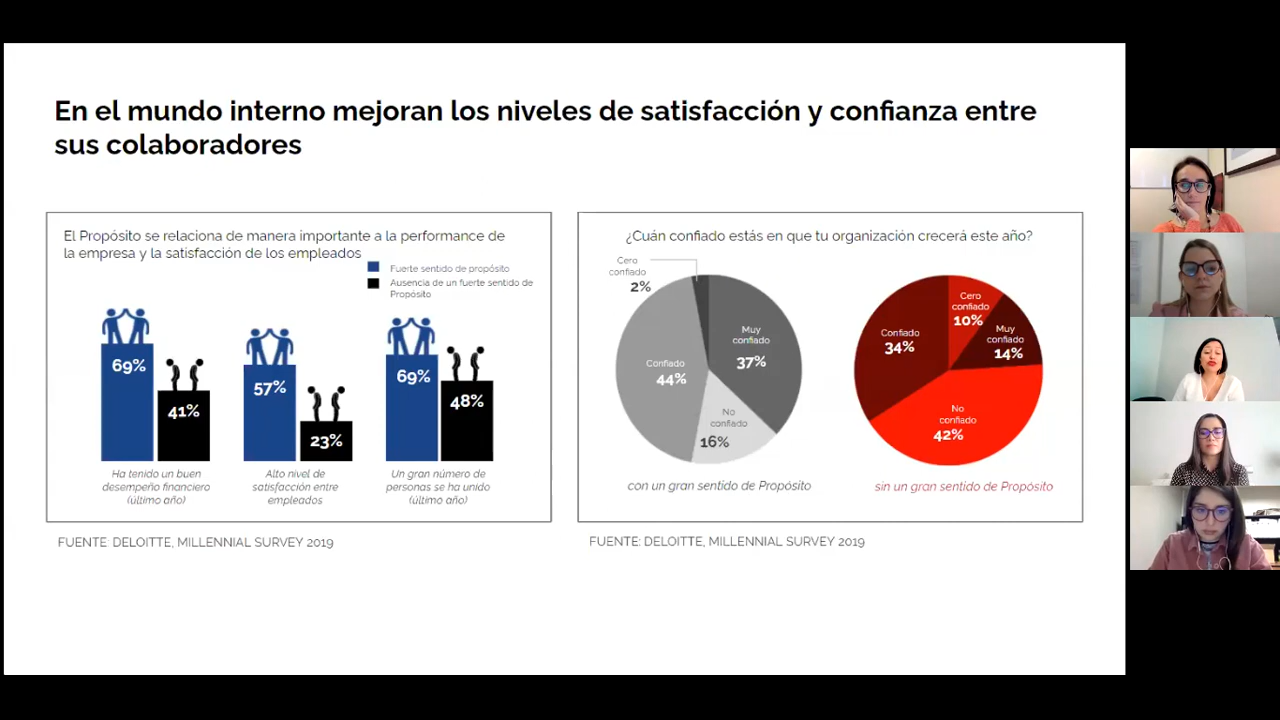 En el mundo interno mejoran los niveles de satisfacción y confianza entre
sus colaboradores
El Propósito se relaciona de manera importante a la performance de
la empresa y la satisfacción de los empleados
Fuerte sentido de propósito
Ausencia de un fuerte sentido de
Propósito
69%
41%
57%
23%
69%
48%
Ha tenido un buen
desempeño financiero
(último año)
Alto nivel de
satisfacción entre
empleados
Un gran número de
personas se ha unido
(último año)
FUENTE: DELOITTE, MILLENNIAL SURVEY 2019
¿Cuán confiado estás en que tu organización crecerá este año?
Cero
confiado
2%
Muy
confiado
37%
Confiado
44%
No
confiado
16%
con un gran sentido de Propósito
Cero
confiado
10%
Muy
confiado
14%
Confiado
34%
No
confiado
42%
sin un gran sentido de Propósito
FUENTE: DELOITTE, MILLENNIAL SURVEY 2019